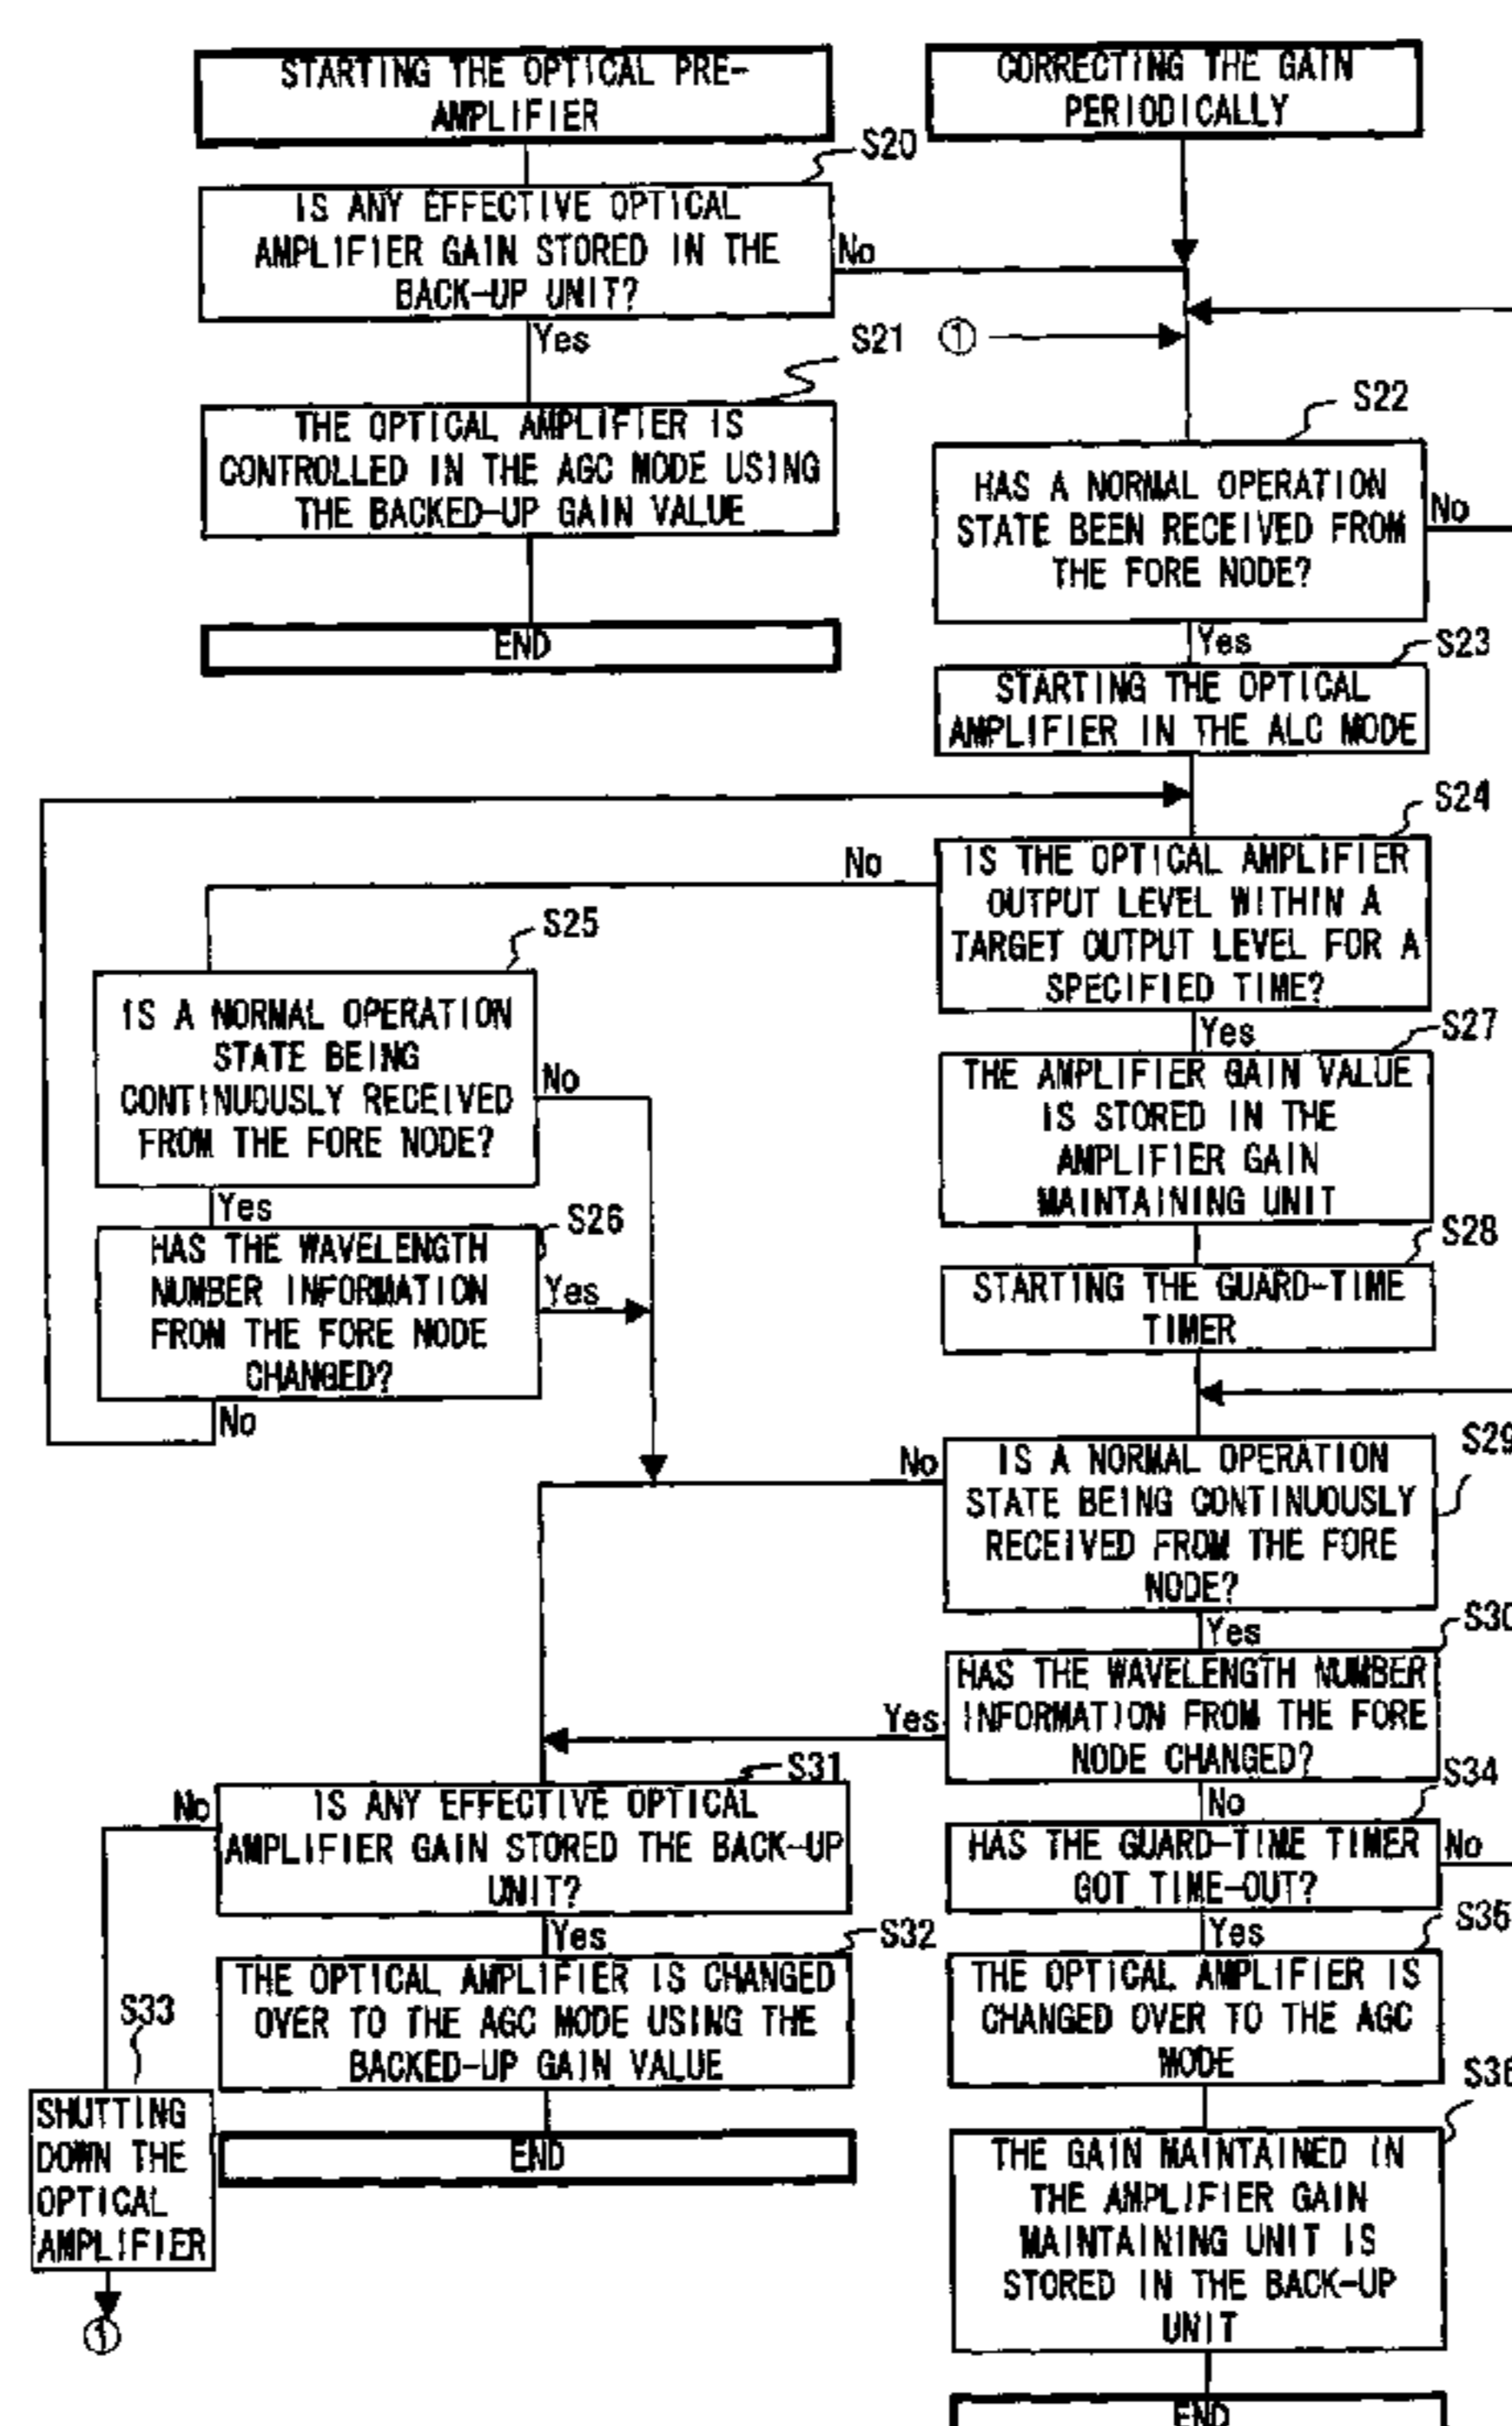 STARTING THE OPTICAL PRE-
AMPLIFIER
CORRECTING THE GAIN
PERIODICALLY
S20
IS ANY EFFECTIVE OPTICAL
AMPLIFIER GAIN STORED IN THE
BACK-UP UNIT?
No
Yes
S21
①
THE OPTICAL AMPLIFIER IS
CONTROLLED IN THE AGC MODE USING
THE BACKED-UP GAIN VALUE
END
S22
HAS A NORMAL OPERATION
STATE BEEN RECEIVED FROM
THE FORE NODE?
No
Yes
S23
STARTING THE OPTICAL
AMPLIFIER IN THE ALC MODE
S24
IS THE OPTICAL AMPLIFIER
OUTPUT LEVEL WITHIN A
TARGET OUTPUT LEVEL FOR A
SPECIFIED TIME?
No
Yes
S25
IS A NORMAL OPERATION
STATE BEING
CONTINUOUSLY RECEIVED
FROM THE FORE NODE?
No
Yes
S26
HAS THE WAVELENGTH
NUMBER INFORMATION
FROM THE FORE NODE
CHANGED?
Yes
No
S27
THE AMPLIFIER GAIN VALUE
IS STORED IN THE
AMPLIFIER GAIN
MAINTAINING UNIT
S28
STARTING THE GUARD-TIME
TIMER
S29
IS A NORMAL OPERATION
STATE BEING CONTINUOUSLY
RECEIVED FROM THE FORE
NODE?
No
Yes
S30
HAS THE WAVELENGTH NUMBER
INFORMATION FROM THE FORE
NODE CHANGED?
Yes
No
S31
IS ANY EFFECTIVE OPTICAL
AMPLIFIER GAIN STORED THE BACK-UP
UNIT?
No
Yes
S32
THE OPTICAL AMPLIFIER IS CHANGED
OVER TO THE AGC MODE USING THE
BACKED-UP GAIN VALUE
END
S33
SHUTTING
DOWN THE
OPTICAL
AMPLIFIER
①
S34
HAS THE GUARD-TIME TIMER
GOT TIME-OUT?
No
Yes
S35
THE OPTICAL AMPLIFIER IS
CHANGED OVER TO THE AGC
MODE
S36
THE GAIN MAINTAINED IN
THE AMPLIFIER GAIN
MAINTAINING UNIT IS
STORED IN THE BACK-UP
UNIT
END